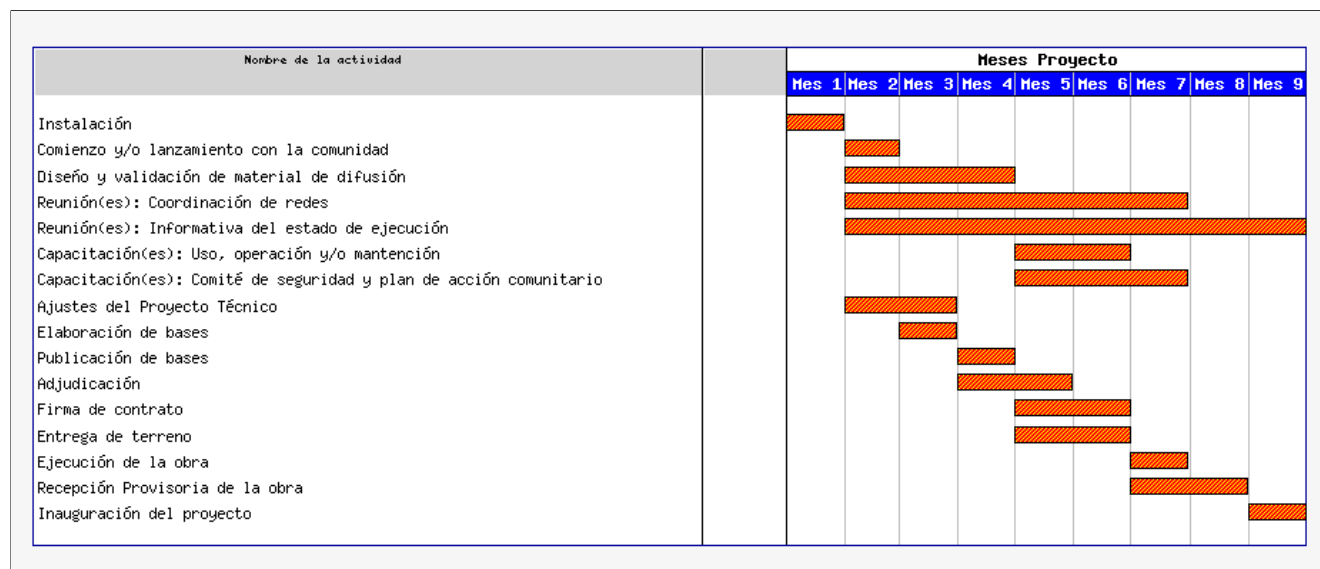 Nombre de la actividad
Meses Proyecto
Mes 1 Mes 2 Mes 3 Mes 4 Mes 5 Mes 6 Mes 7 Mes 8 Mes 9
Instalación
Comienzo y/o lanzamiento con la comunidad
Diseño y validación de material de difusión
Reunión(es): Coordinación de redes
Reunión(es): Informativa del estado de ejecución
Capacitación(es): Uso, operación y/o mantención
Capacitación(es): Comité de seguridad y plan de acción comunitario
Ajustes del Proyecto Técnico
Elaboración de bases
Publicación de bases
Adjudicación
Firma de contrato
Entrega de terreno
Ejecución de la obra
Recepción Provisoria de la obra
Inauguración del proyecto